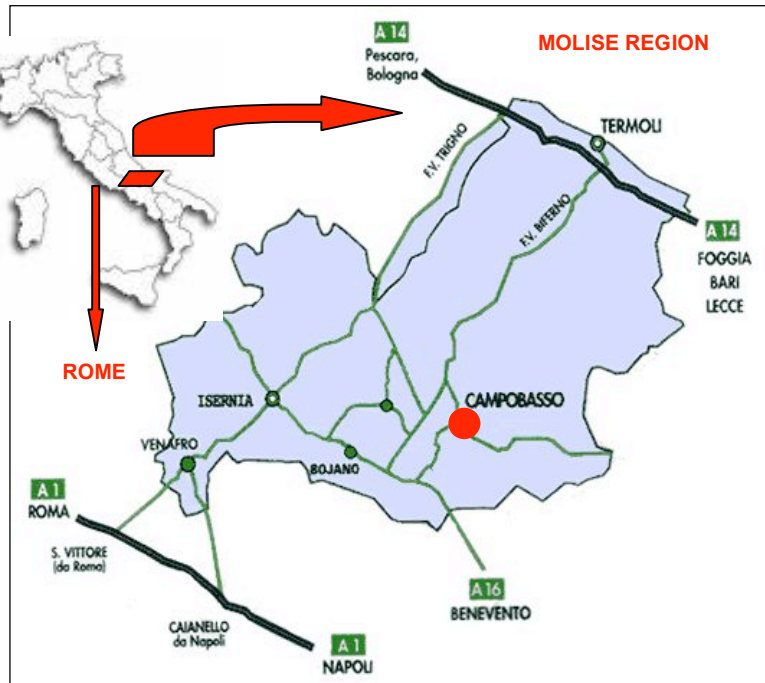 A 14
Pescara,
Bologna
MOLISE REGION
TERMOLI
F.V. TRIGNO
F.V. BIFERNO
A 14
FOGGIA
BARI
LECCE
ROME
ISERNIA
CAMPOBASSO
VENAFRO
BOJANO
A 1
ROMA
S. VITTORE
(da Roma)
A 16
BENEVENTO
CAIANELLO
da Napoli
A 1
NAPOLI